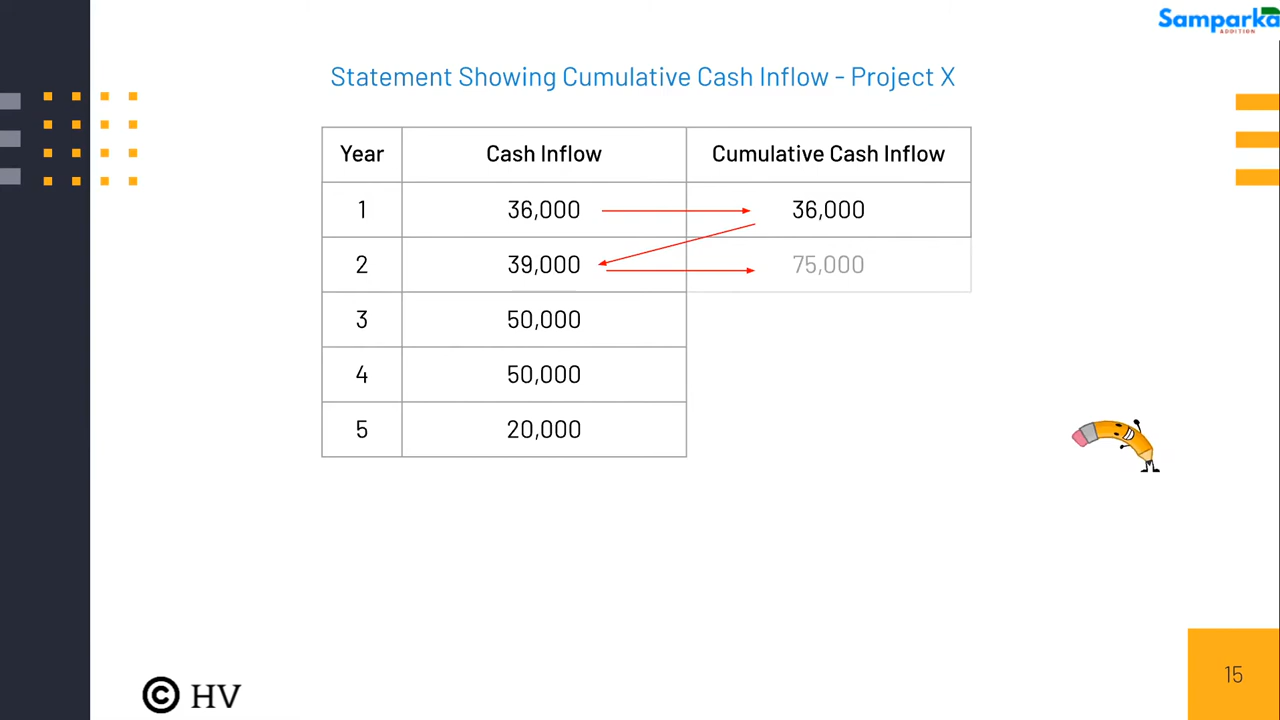 Samparka
ADDITION
Statement Showing Cumulative Cash Inflow - Project X
Year Cash Inflow Cumulative Cash Inflow
1 36,000 36,000
2 39,000 75,000
3 50,000
4 50,000
5 20,000
© HV
15